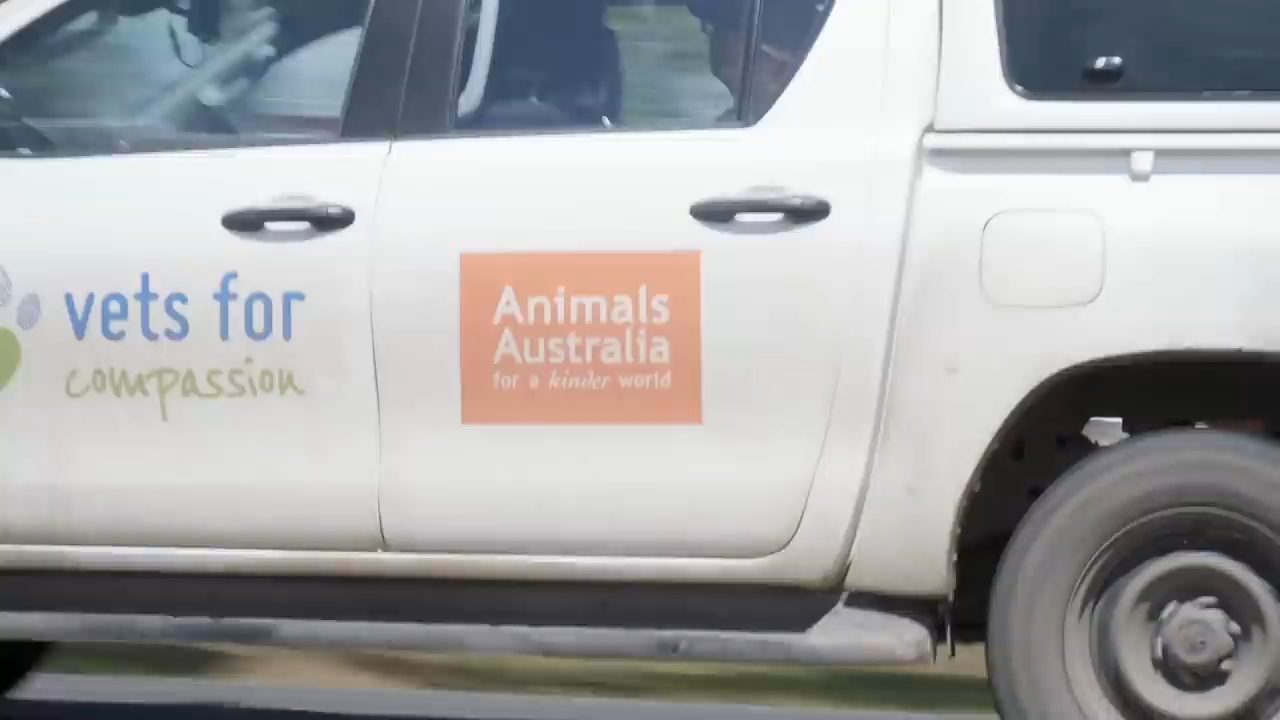 vets for
compassion
Animals
Australia
for a kinder world